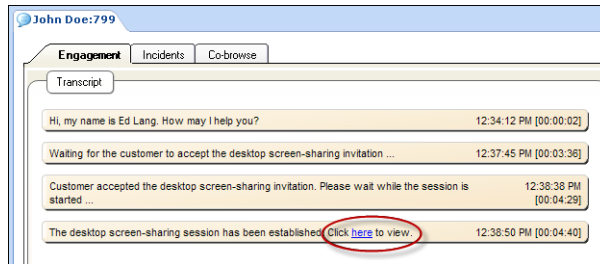 John Doe:799
Engagement Incidents Co-browse
Transcript
Hi, my name is Ed Lang. How may I help you? 12:34:12 PM [00:00:02]
Waiting for the customer to accept the desktop screen-sharing invitation ... 12:37:45 PM [00:03:36]
Customer accepted the desktop screen-sharing invitation. Please wait while the session is 12:38:38 PM
started ... [00:04:29]
The desktop screen-sharing session has been established. Click here to view. 12:38:50 PM [00:04:40]